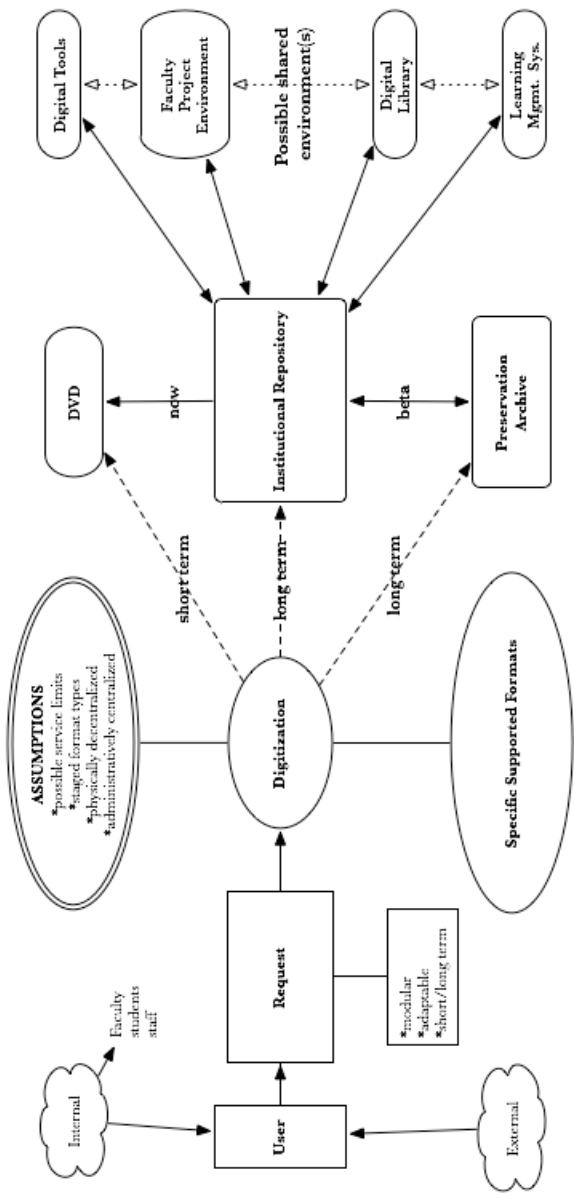 Internal
Faculty
students
staff
User
External
Request
*modular
*adaptable
*short/long term
ASSUMPTIONS
*possible service limits
*staged format types
*physically decentralized
*administratively centralized
Digitization
Specific Supported Formats
short term
long term
long term
DVD
now
Institutional Repository
beta
Preservation
Archive
Digital Tools
Faculty
Project
Environment
Possible shared
environment(s)
Digital
Library
Learning
Mgmt. Sys.